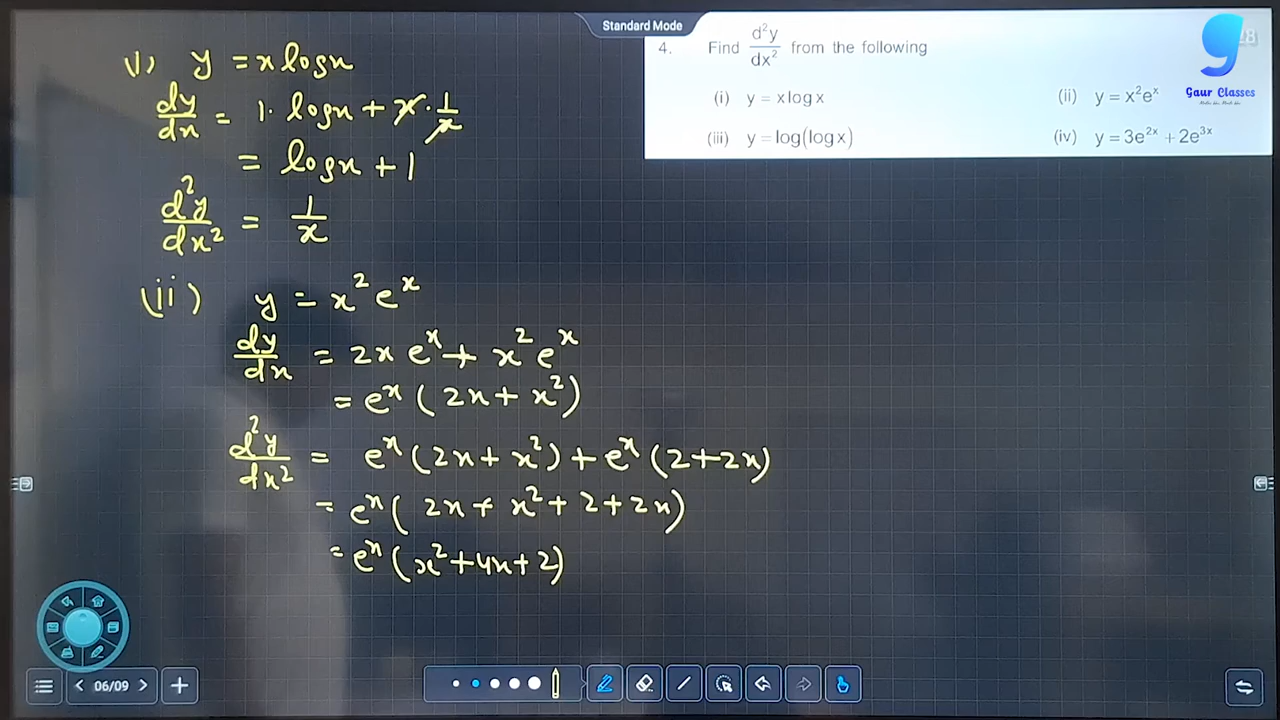 Standard Mode
4. Find d²y/dx² from the following
(i) y = x log x (ii) y = x²eˣ
(iii) y = log(log x) (iv) y = 3e²ˣ + 2e³ˣ
28
Gaur Classes
(i) y = x log x
dy/dx = 1 · log x + x · 1/x
= log x + 1
d²y/dx² = 1/x
(ii) y = x² eˣ
dy/dx = 2x eˣ + x² eˣ
= eˣ (2x + x²)
d²y/dx² = eˣ (2x + x²) + eˣ (2 + 2x)
= eˣ (2x + x² + 2 + 2x)
= eˣ (x² + 4x + 2)
06/09